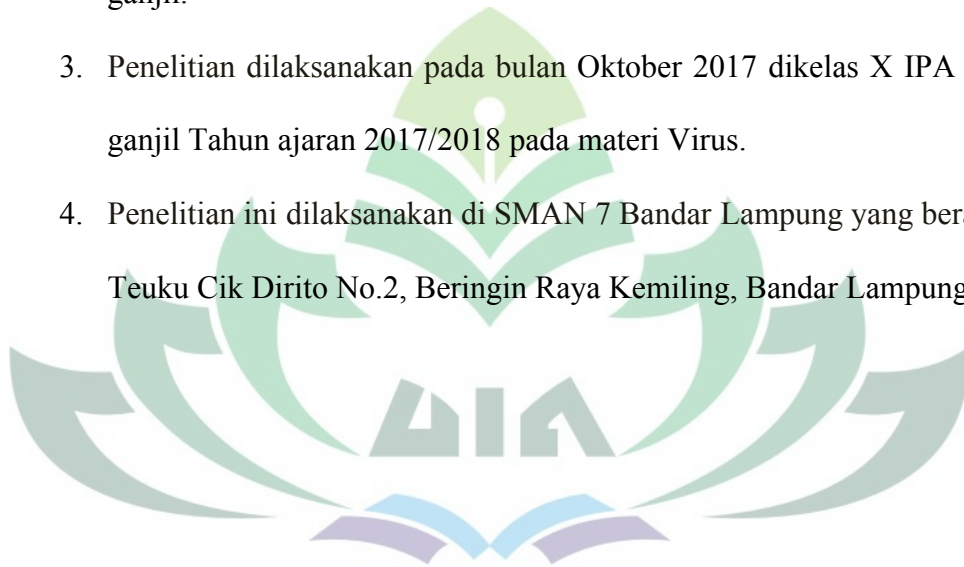 ganjil.
3. Penelitian dilaksanakan pada bulan Oktober 2017 dikelas X IPA
ganjil Tahun ajaran 2017/2018 pada materi Virus.
4. Penelitian ini dilaksanakan di SMAN 7 Bandar Lampung yang
Teuku Cik Dirito No.2, Beringin Raya Kemiling, Bandar Lampung
UIN